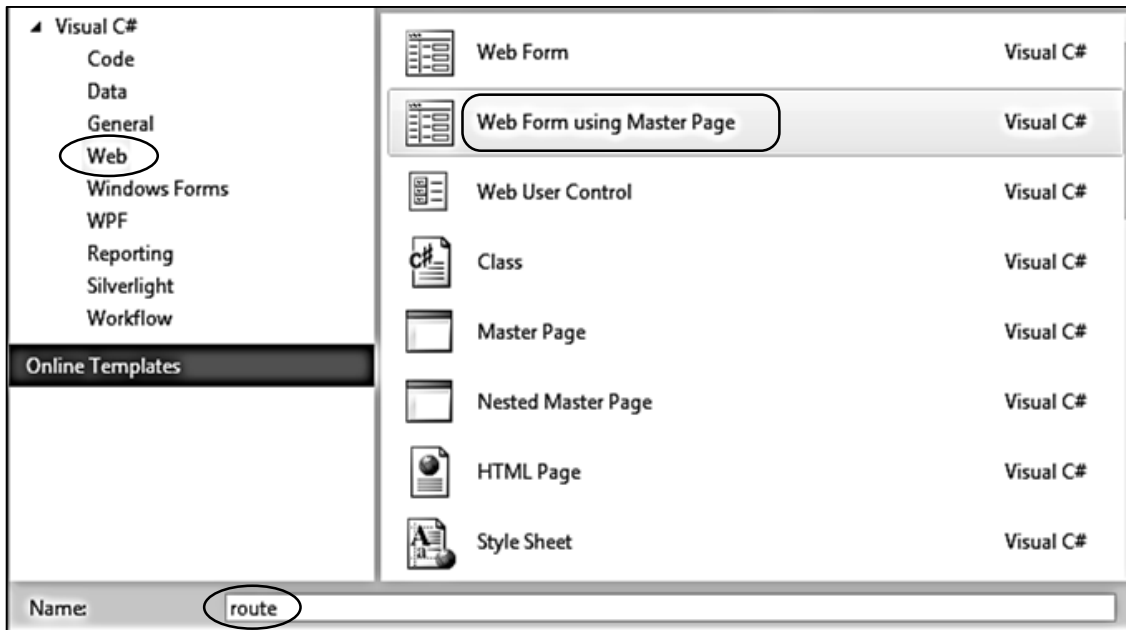 Visual C#
Code
Data
General
Web
Windows Forms
WPF
Reporting
Silverlight
Workflow
Online Templates
Web Form Visual C#
Web Form using Master Page Visual C#
Web User Control Visual C#
Class Visual C#
Master Page Visual C#
Nested Master Page Visual C#
HTML Page Visual C#
Style Sheet Visual C#
Name: route